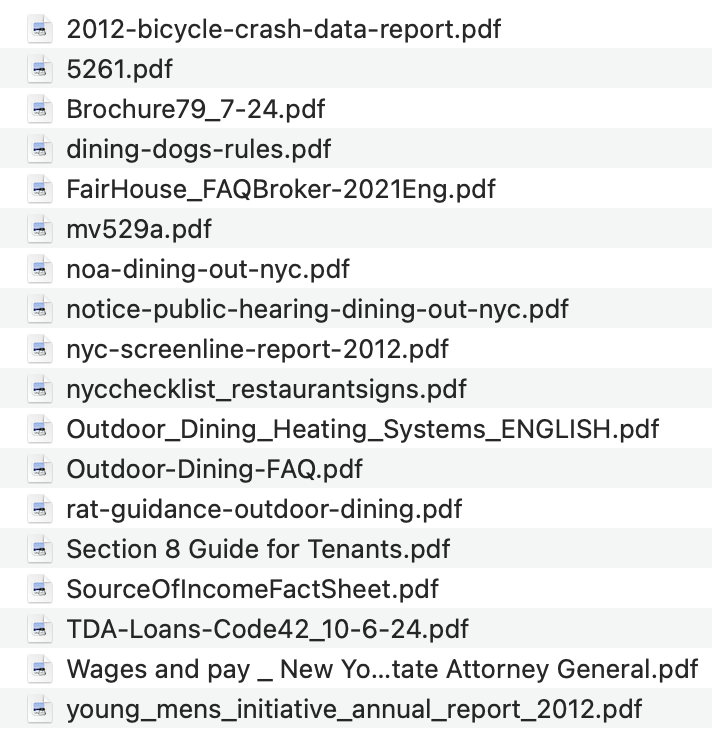 2012-bicycle-crash-data-report.pdf
5261.pdf
Brochure79_7-24.pdf
dining-dogs-rules.pdf
FairHouse_FAQBroker-2021Eng.pdf
mv529a.pdf
noa-dining-out-nyc.pdf
notice-public-hearing-dining-out-nyc.pdf
nyc-screenline-report-2012.pdf
nycchecklist_restaurantsigns.pdf
Outdoor_Dining_Heating_Systems_ENGLISH.pdf
Outdoor-Dining-FAQ.pdf
rat-guidance-outdoor-dining.pdf
Section 8 Guide for Tenants.pdf
SourceOfIncomeFactSheet.pdf
TDA-Loans-Code42_10-6-24.pdf
Wages and pay _ New Yo...tate Attorney General.pdf
young_mens_initiative_annual_report_2012.pdf